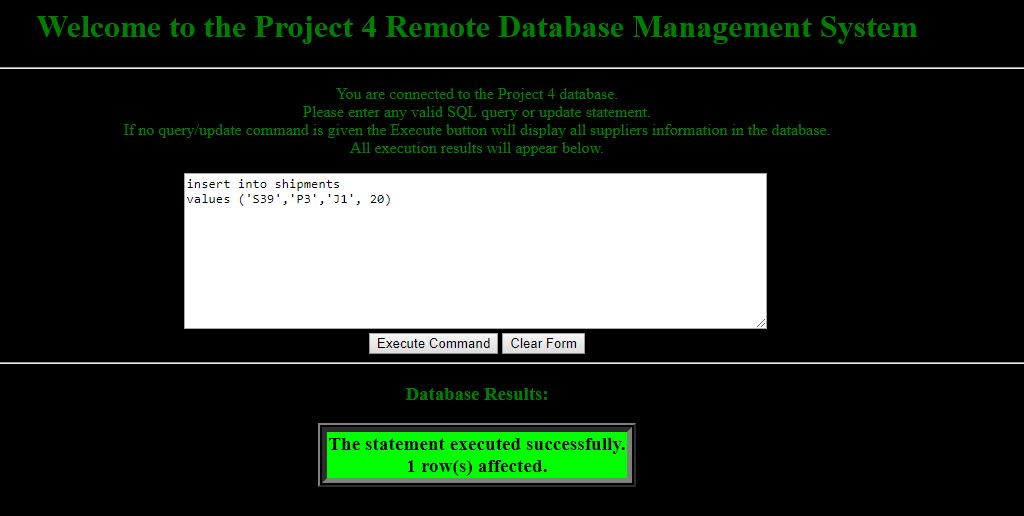 Welcome to the Project 4 Remote Database Management System
You are connected to the Project 4 database.
Please enter any valid SQL query or update statement.
If no query/update command is given the Execute button will display all suppliers information in the database.
All execution results will appear below.
insert into shipments
values ('S39','P3','J1', 20)
Execute Command Clear Form
Database Results:
The statement executed successfully.
1 row(s) affected.